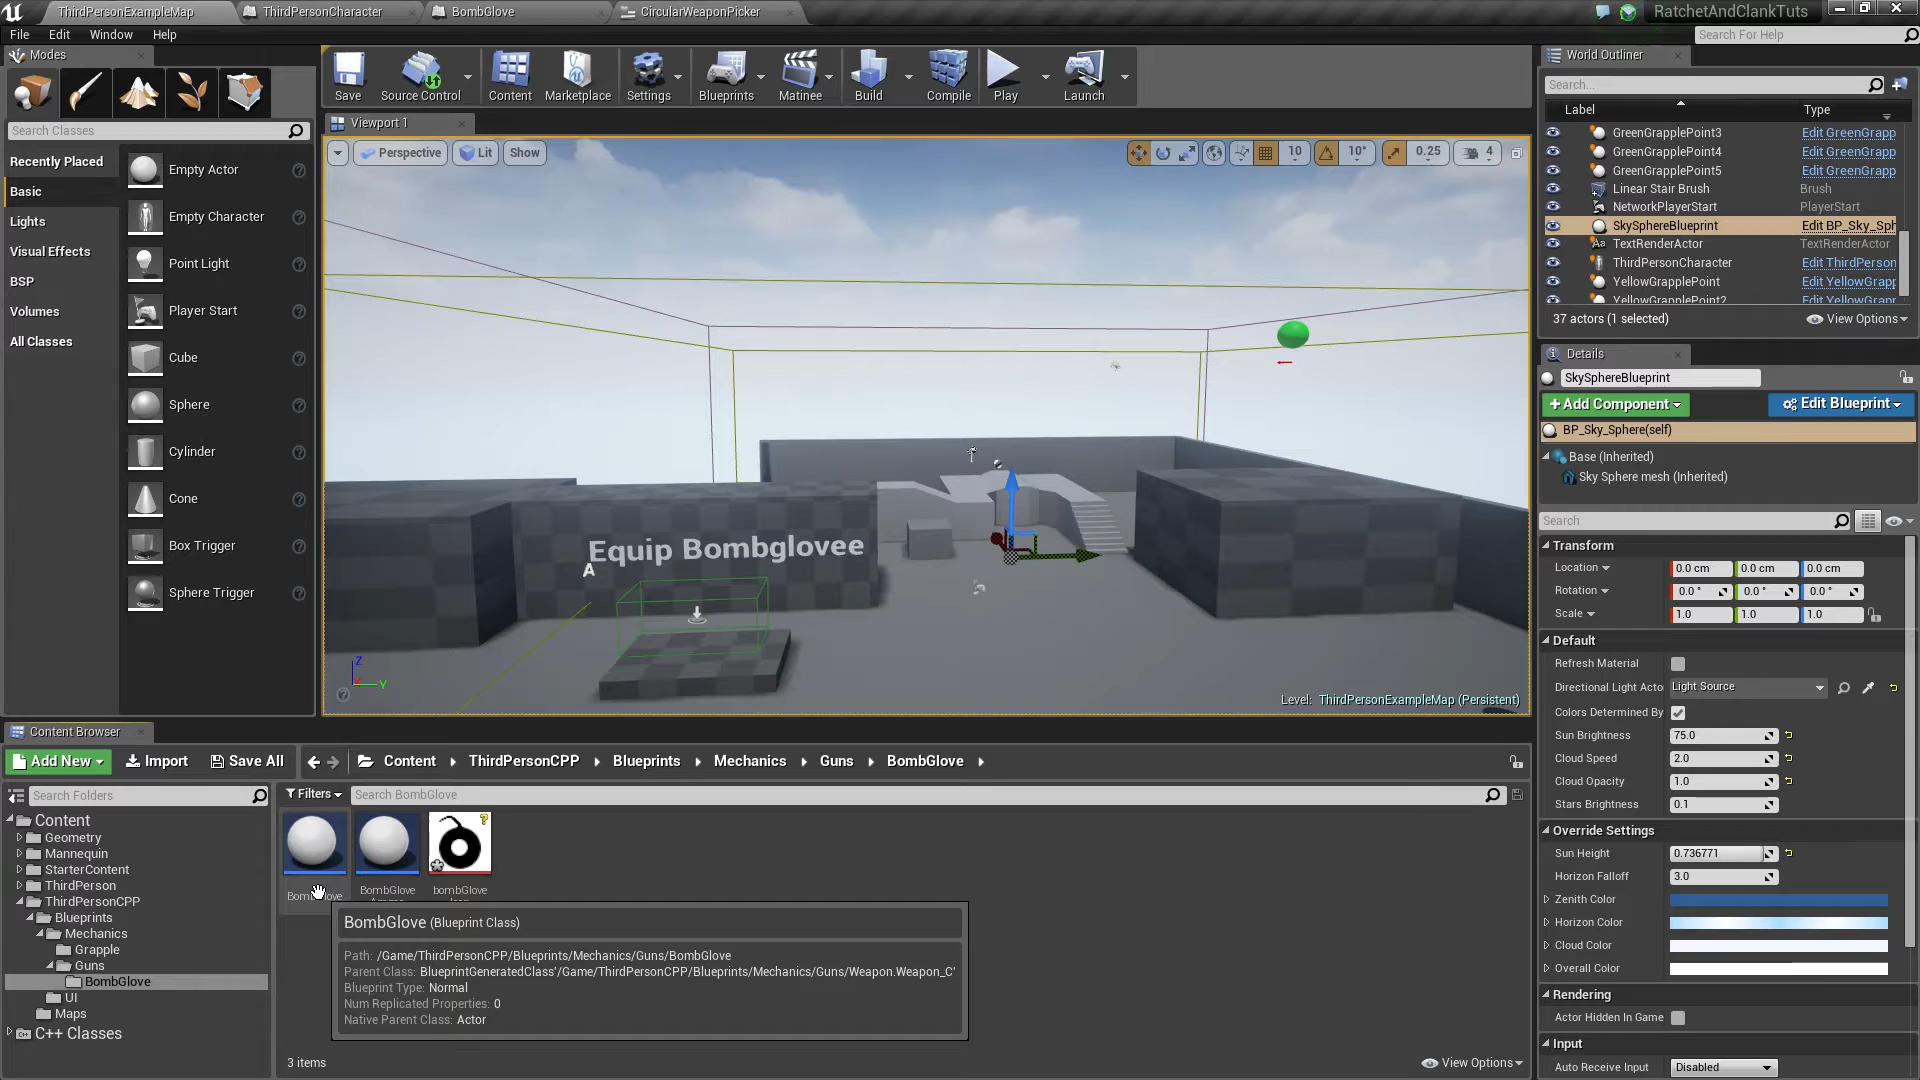 ThirdPersonExampleMap
ThirdPersonCharacter
BombGlove
CircularWeaponPicker
RatchetAndClankTuts
File
Edit
Window
Help
Search For Help
Modes
Save
Source Control
Content
Marketplace
Settings
Blueprints
Matinee
Build
Compile
Play
Launch
Search Classes
Recently Placed
Basic
Lights
Visual Effects
BSP
Volumes
All Classes
Empty Actor
Empty Character
Point Light
Player Start
Cube
Sphere
Cylinder
Cone
Box Trigger
Sphere Trigger
Viewport 1
Perspective
Lit
Show
10
10°
0.25
4
Equip Bombglovee
A
Z
Y
Level: ThirdPersonExampleMap (Persistent)
World Outliner
Search...
Label
Type
GreenGrapplePoint3 Edit GreenGrapp
GreenGrapplePoint4 Edit GreenGrapp
GreenGrapplePoint5 Edit GreenGrapp
Linear Stair Brush Brush
NetworkPlayerStart PlayerStart
SkySphereBlueprint Edit BP_Sky_Sph
TextRenderActor TextRenderActor
ThirdPersonCharacter Edit ThirdPerson
YellowGrapplePoint Edit YellowGrapp
YellowGrapplePoint2 Edit YellowGrapp
37 actors (1 selected)
View Options
Details
SkySphereBlueprint
+Add Component
Edit Blueprint
BP_Sky_Sphere(self)
Base (Inherited)
Sky Sphere mesh (Inherited)
Search
Transform
Location 0.0 cm 0.0 cm 0.0 cm
Rotation 0.0 ° 0.0 ° 0.0 °
Scale 1.0 1.0 1.0
Default
Refresh Material
Directional Light Acto Light Source
Colors Determined By
Sun Brightness 75.0
Cloud Speed 2.0
Cloud Opacity 1.0
Stars Brightness 0.1
Override Settings
Sun Height 0.736771
Horizon Falloff 3.0
Zenith Color
Horizon Color
Cloud Color
Overall Color
Rendering
Actor Hidden In Game
Input
Auto Receive Input Disabled
Content Browser
Add New
Import
Save All
Content
ThirdPersonCPP
Blueprints
Mechanics
Guns
BombGlove
Search Folders
Filters
Search BombGlove
Content
Geometry
Mannequin
StarterContent
ThirdPerson
ThirdPersonCPP
Blueprints
Mechanics
Grapple
Guns
BombGlove
UI
Maps
C++ Classes
BombGlove
bombGlove
BombGlove (Blueprint Class)
Path: /Game/ThirdPersonCPP/Blueprints/Mechanics/Guns/BombGlove
Parent Class: BlueprintGeneratedClass'/Game/ThirdPersonCPP/Blueprints/Mechanics/Guns/Weapon.Weapon_C'
Blueprint Type: Normal
Num Replicated Properties: 0
Native Parent Class: Actor
3 items
View Options